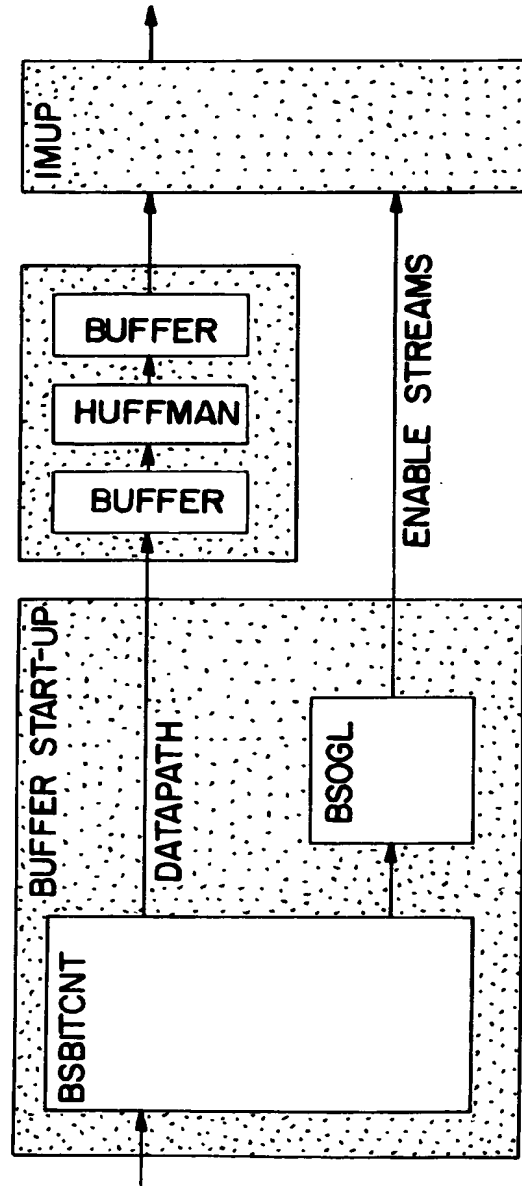 BUFFER START-UP
BSBITCNT
DATAPATH
BSOGL
BUFFER
HUFFMAN
BUFFER
ENABLE STREAMS
IMUP